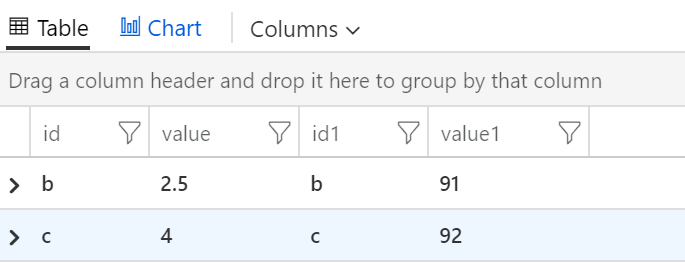 Table Chart Columns
Drag a column header and drop it here to group by that column
id value id1 value1
b 2.5 b 91
c 4 c 92